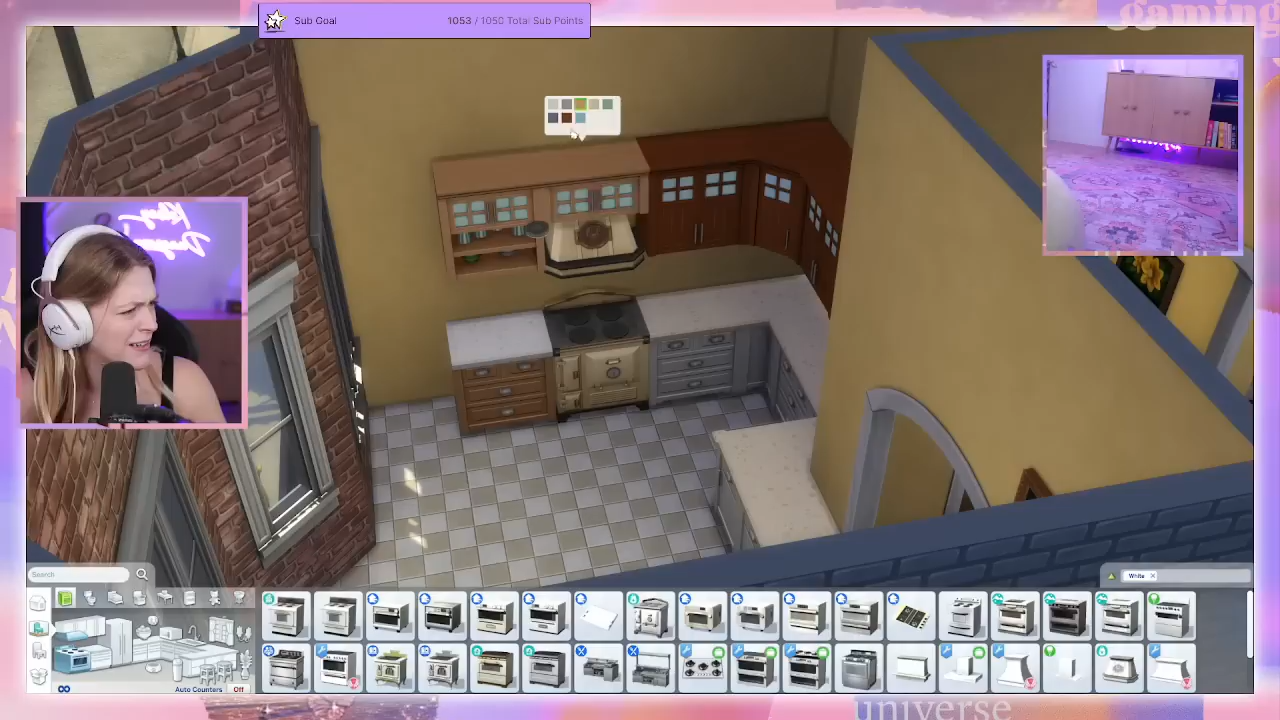 gaming
Sub Goal
1053 / 1050 Total Sub Points
Search
White
Auto Counters
Off
universe